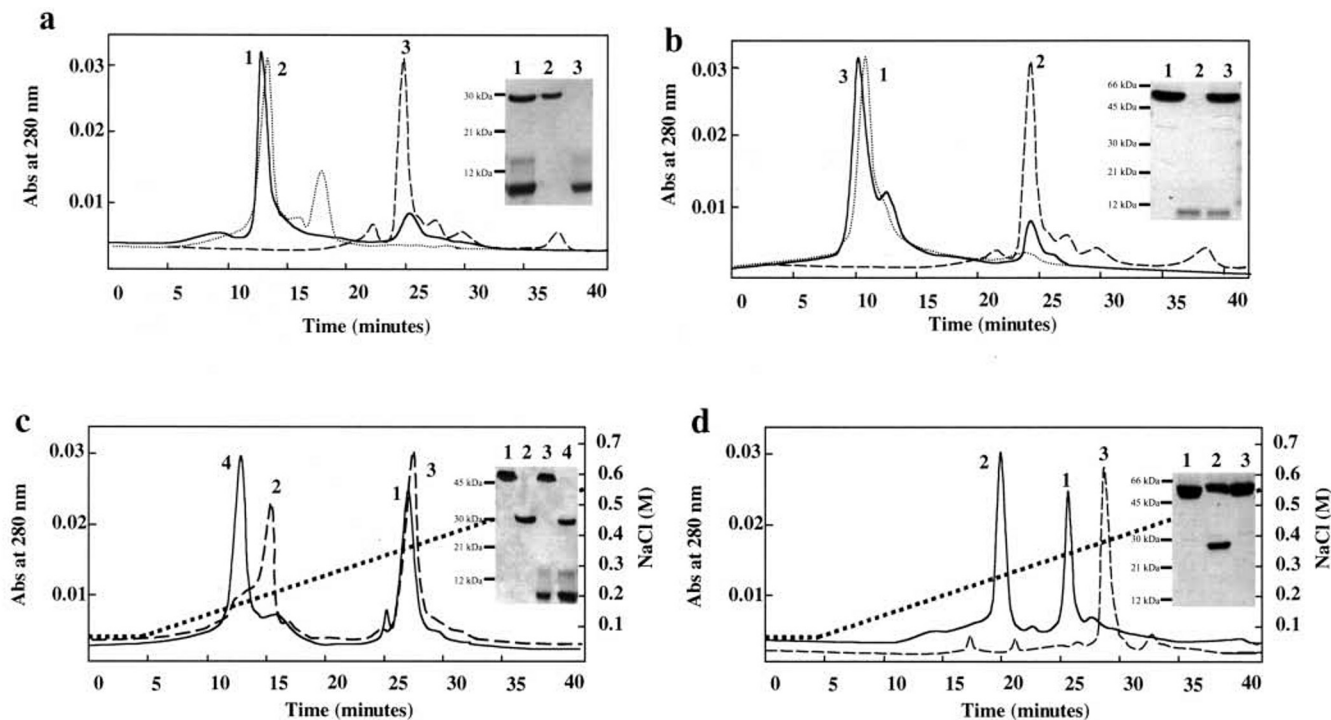 a
0.03
0.02
0.01
Abs at 280 nm
1
2
3
1 2 3
30 kDa
21 kDa
12 kDa
0 5 10 15 20 25 30 35 40
Time (minutes)
b
0.03
0.02
0.01
Abs at 280 nm
3
1
2
1 2 3
66 kDa
45 kDa
30 kDa
21 kDa
12 kDa
0 5 10 15 20 25 30 35 40
Time (minutes)
c
0.03
0.02
0.01
Abs at 280 nm
4
2
1
3
1 2 3 4
45 kDa
30 kDa
21 kDa
12 kDa
0.7
0.6
0.5
0.4
0.3
0.2
0.1
NaCl (M)
0 5 10 15 20 25 30 35 40
Time (minutes)
d
0.03
0.02
0.01
Abs at 280 nm
2
1
3
1 2 3
66 kDa
45 kDa
30 kDa
21 kDa
12 kDa
0.7
0.6
0.5
0.4
0.3
0.2
0.1
NaCl (M)
0 5 10 15 20 25 30 35 40
Time (minutes)